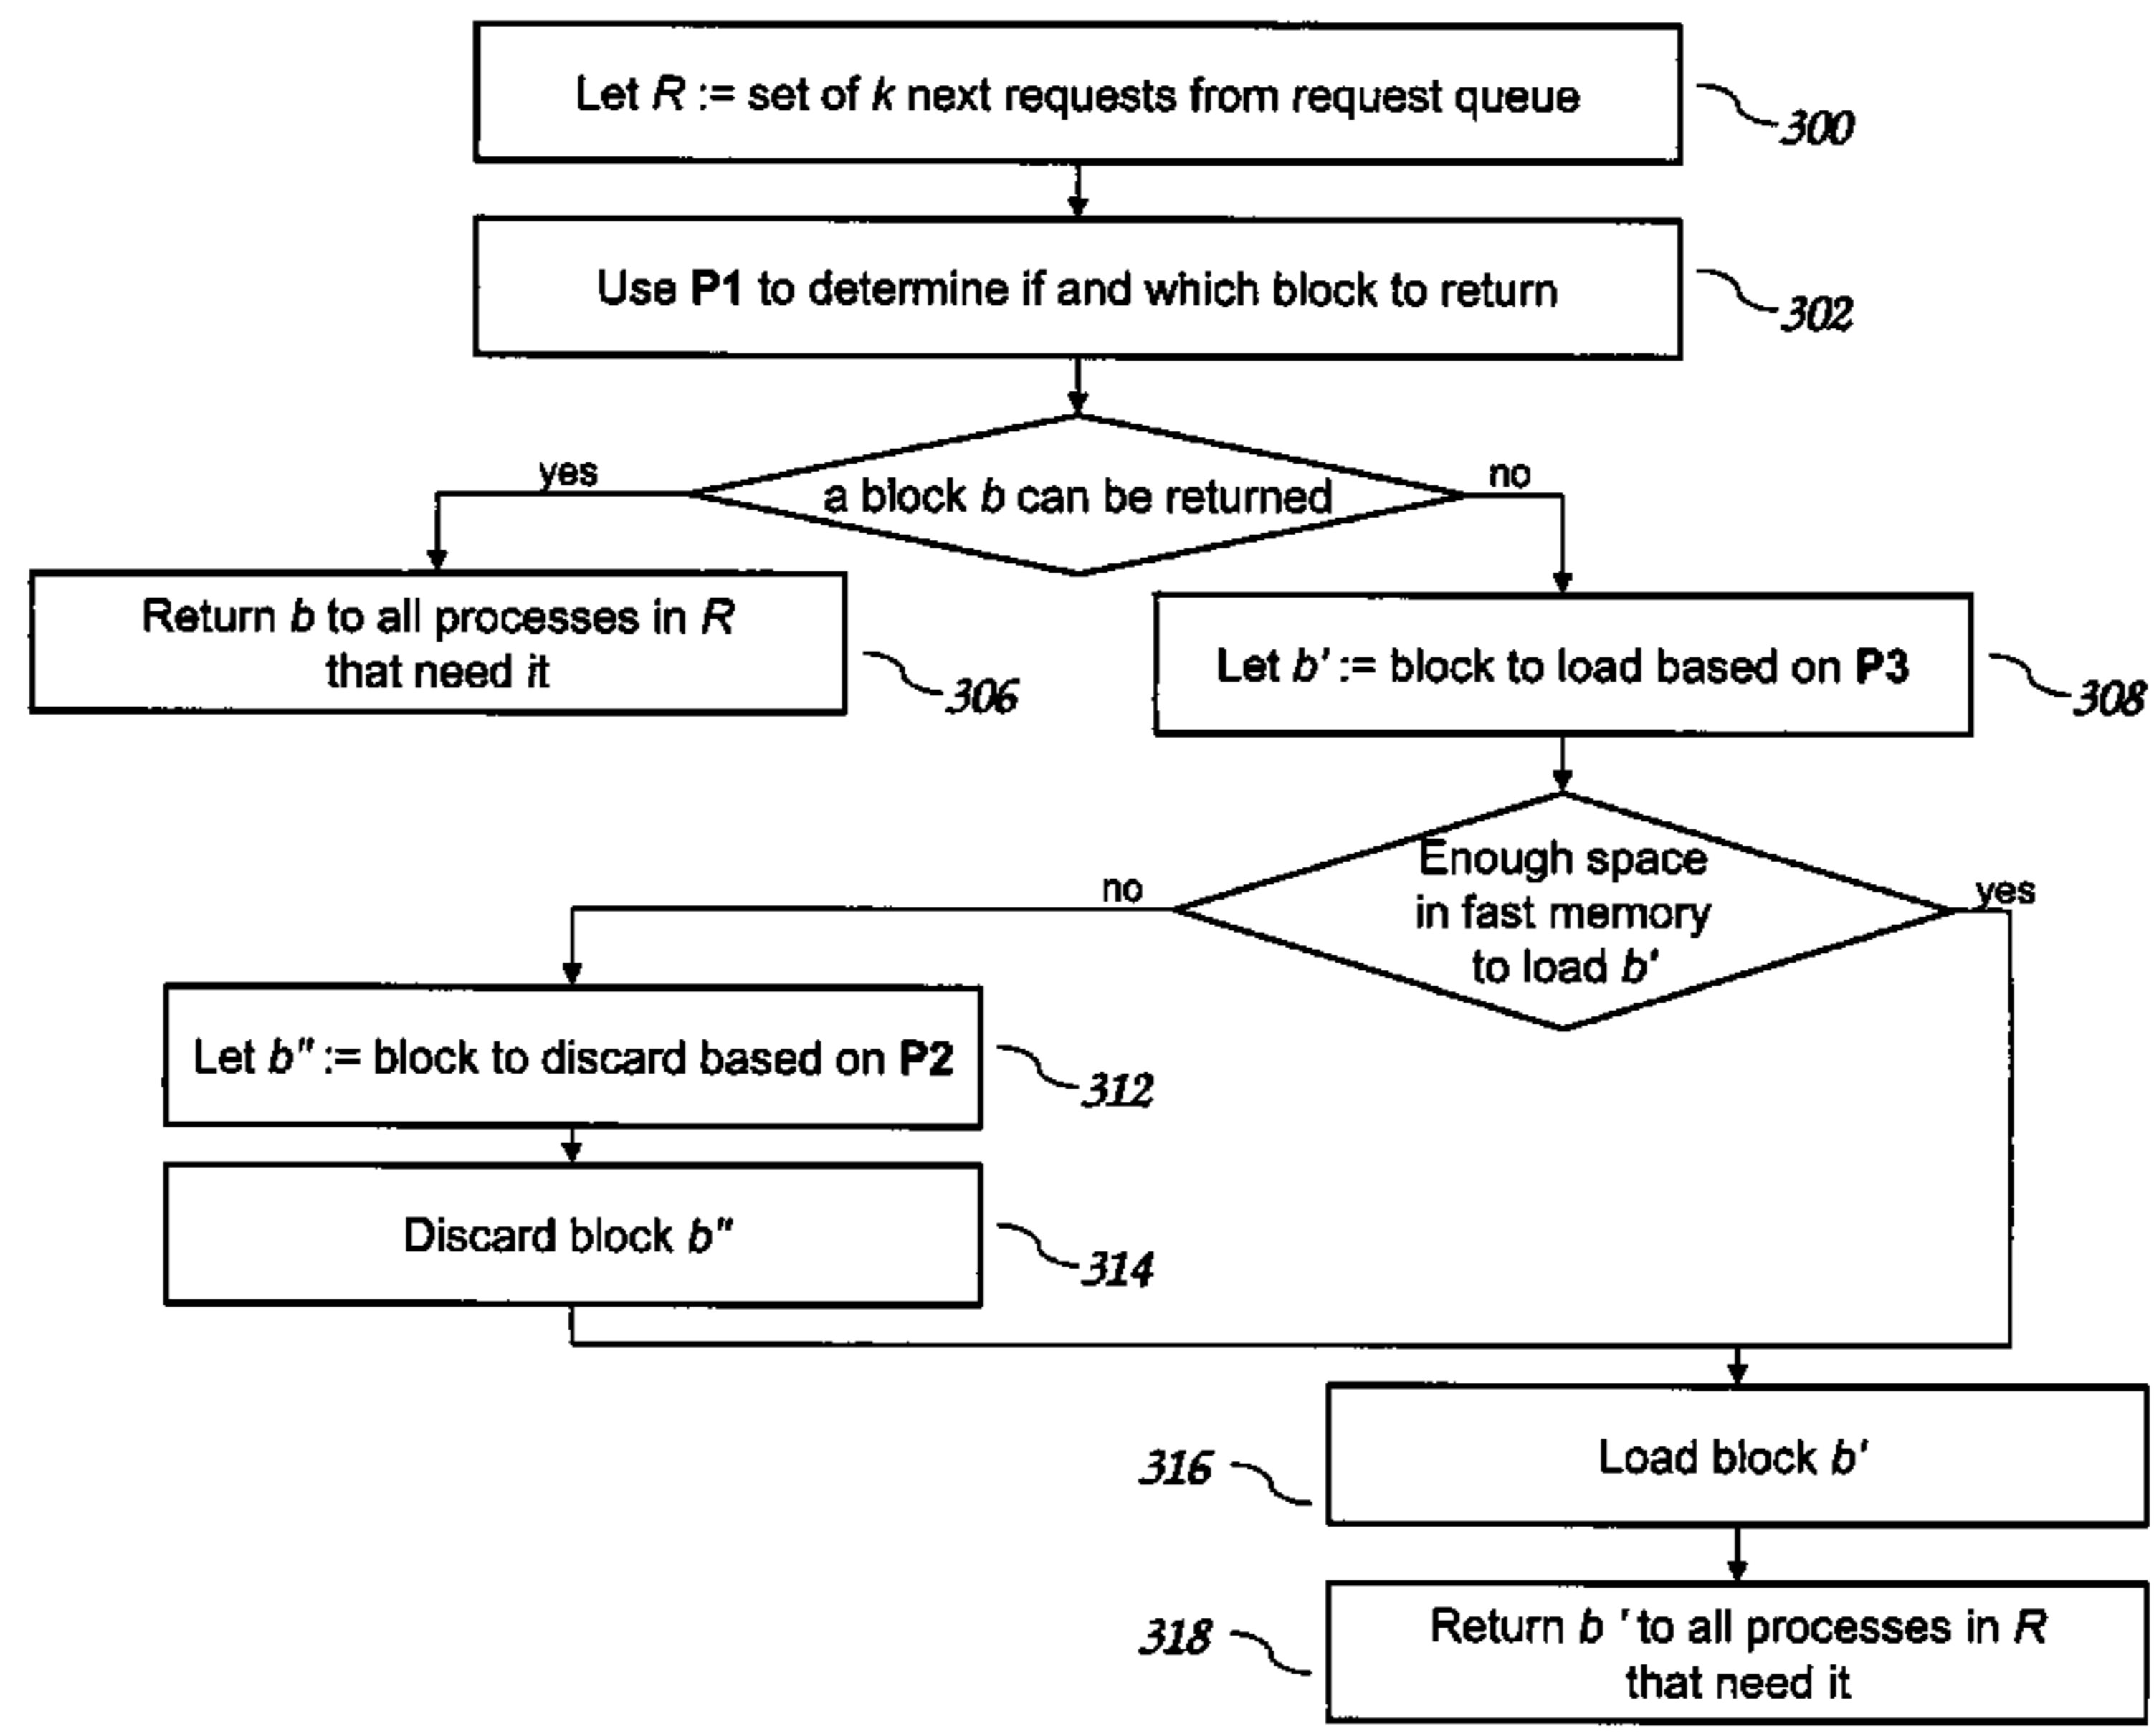 Let R := set of k next requests from request queue
300
Use P1 to determine if and which block to return
302
yes
a block b can be returned
no
Return b to all processes in R
that need it
306
Let b' := block to load based on P3
308
Enough space
in fast memory
to load b'
no
yes
Let b" := block to discard based on P2
312
Discard block b"
314
316
Load block b'
318
Return b ' to all processes in R
that need it